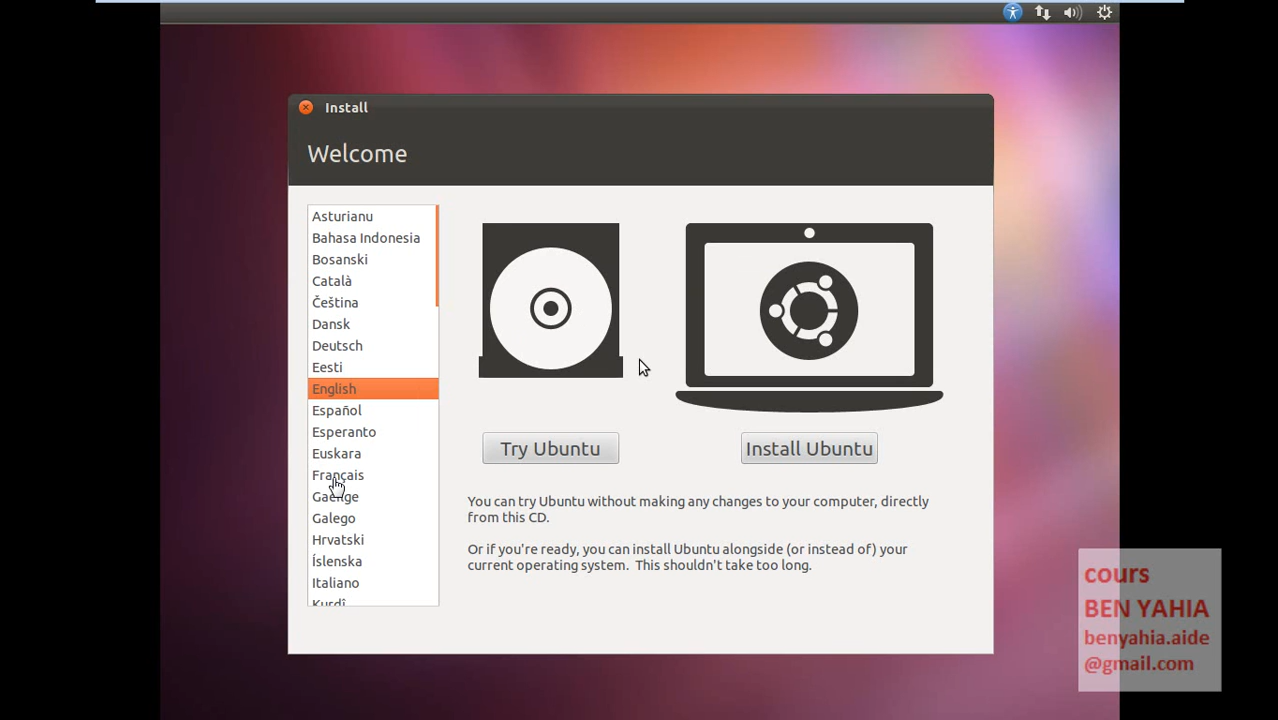 Install
Welcome
Asturianu
Bahasa Indonesia
Bosanski
Català
Čeština
Dansk
Deutsch
Eesti
English
Español
Esperanto
Euskara
Français
Gaeilge
Galego
Hrvatski
Íslenska
Italiano
Kurdî
Try Ubuntu
Install Ubuntu
You can try Ubuntu without making any changes to your computer, directly
from this CD.
Or if you're ready, you can install Ubuntu alongside (or instead of) your
current operating system. This shouldn't take too long.
cours
BEN YAHIA
benyahia.aide
@gmail.com